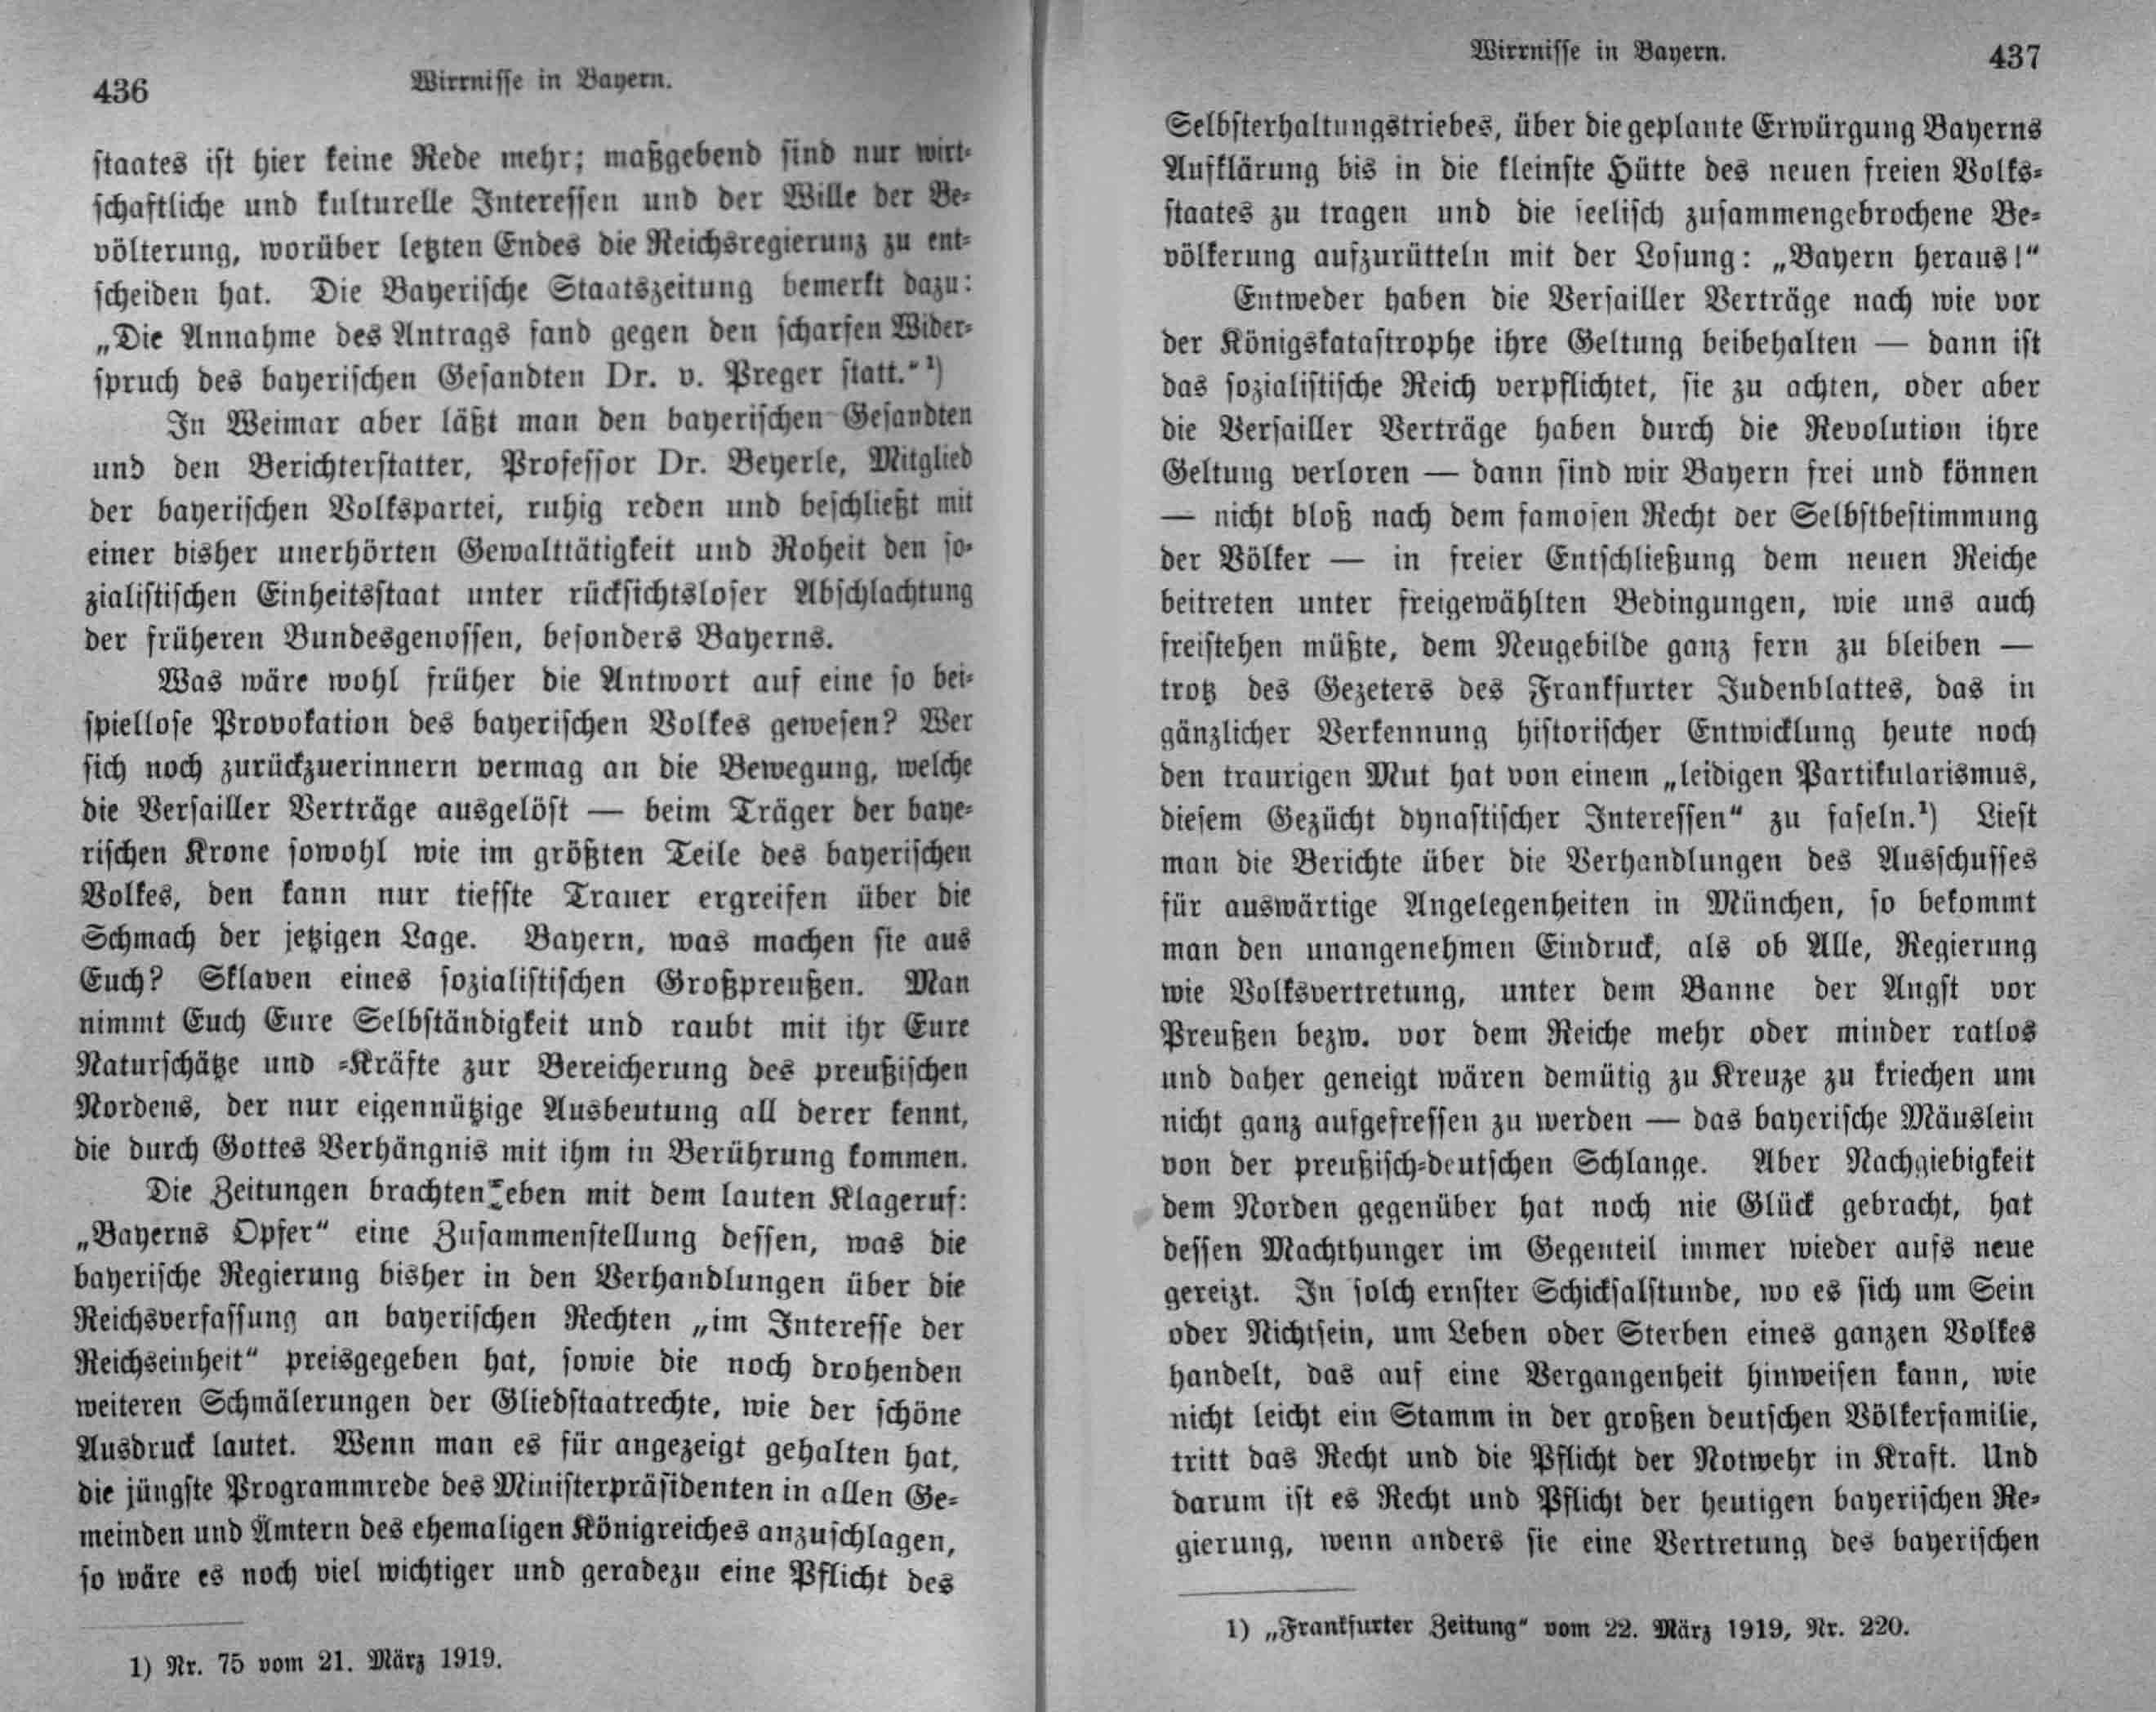 436
Wirrnisse in Bayern.
staates ist hier keine Rede mehr; maßgebend sind nur wirt-
schaftliche und kulturelle Interessen und der Wille der Be-
völterung, worüber letzten Endes die Reichsregierung zu ent-
scheiden hat. Die Bayerische Staatszeitung bemerkt dazu:
„Die Annahme des Antrags fand gegen den scharfen Wider-
spruch des bayerischen Gesandten Dr. v. Preger statt."¹)
In Weimar aber läßt man den bayerischen Gesandten
und den Berichterstatter, Professor Dr. Beyerle, Mitglied
der bayerischen Volkspartei, ruhig reden und beschließt mit
einer bisher unerhörten Gewalttätigkeit und Roheit den so-
zialistischen Einheitsstaat unter rücksichtsloser Abschlachtung
der früheren Bundesgenossen, besonders Bayerns.
Was wäre wohl früher die Antwort auf eine so bei-
spiellose Provokation des bayerischen Volkes gewesen? Wer
sich noch zurückzuerinnern vermag an die Bewegung, welche
die Versailler Verträge ausgelöst — beim Träger der baye-
rischen Krone sowohl wie im größten Teile des bayerischen
Volkes, den kann nur tiefste Trauer ergreifen über die
Schmach der jetzigen Lage. Bayern, was machen sie aus
Euch? Sklaven eines sozialistischen Großpreußen. Man
nimmt Euch Eure Selbständigkeit und raubt mit ihr Eure
Naturschätze und -Kräfte zur Bereicherung des preußischen
Nordens, der nur eigennützige Ausbeutung all derer kennt,
die durch Gottes Verhängnis mit ihm in Berührung kommen.
Die Zeitungen brachten eben mit dem lauten Klageruf:
„Bayerns Opfer“ eine Zusammenstellung dessen, was die
bayerische Regierung bisher in den Verhandlungen über die
Reichsverfassung an bayerischen Rechten „im Interesse der
Reichseinheit“ preisgegeben hat, sowie die noch drohenden
weiteren Schmälerungen der Gliedstaatrechte, wie der schöne
Ausdruck lautet. Wenn man es für angezeigt gehalten hat,
die jüngste Programmrede des Ministerpräsidenten in allen Ge-
meinden und Ämtern des ehemaligen Königreiches anzuschlagen,
so wäre es noch viel wichtiger und geradezu eine Pflicht des
1) Nr. 75 vom 21. März 1919.
Wirrnisse in Bayern.
437
Selbsterhaltungstriebes, über die geplante Erwürgung Bayerns
Aufklärung bis in die kleinste Hütte des neuen freien Volks-
staates zu tragen und die seelisch zusammengebrochene Be-
völkerung aufzurütteln mit der Losung: „Bayern heraus!“
Entweder haben die Versailler Verträge nach wie vor
der Königskatastrophe ihre Geltung beibehalten — dann ist
das sozialistische Reich verpflichtet, sie zu achten, oder aber
die Versailler Verträge haben durch die Revolution ihre
Geltung verloren — dann sind wir Bayern frei und können
— nicht bloß nach dem famosen Recht der Selbstbestimmung
der Völker — in freier Entschließung dem neuen Reiche
beitreten unter freigewählten Bedingungen, wie uns auch
freistehen müßte, dem Neugebilde ganz fern zu bleiben —
trotz des Gezeters des Frankfurter Judenblattes, das in
gänzlicher Verkennung historischer Entwicklung heute noch
den traurigen Mut hat von einem „leidigen Partikularismus,
diesem Gezücht dynastischer Interessen“ zu faseln.¹) Liest
man die Berichte über die Verhandlungen des Ausschusses
für auswärtige Angelegenheiten in München, so bekommt
man den unangenehmen Eindruck, als ob Alle, Regierung
wie Volksvertretung, unter dem Banne der Angst vor
Preußen bezw. vor dem Reiche mehr oder minder ratlos
und daher geneigt wären demütig zu Kreuze zu kriechen um
nicht ganz aufgefressen zu werden — das bayerische Mäuslein
von der preußisch-deutschen Schlange. Aber Nachgiebigkeit
dem Norden gegenüber hat noch nie Glück gebracht, hat
dessen Machthunger im Gegenteil immer wieder aufs neue
gereizt. In solch ernster Schicksalstunde, wo es sich um Sein
oder Nichtsein, um Leben oder Sterben eines ganzen Volkes
handelt, das auf eine Vergangenheit hinweisen kann, wie
nicht leicht ein Stamm in der großen deutschen Völkerfamilie,
tritt das Recht und die Pflicht der Notwehr in Kraft. Und
darum ist es Recht und Pflicht der heutigen bayerischen Re-
gierung, wenn anders sie eine Vertretung des bayerischen
1) „Frankfurter Zeitung“ vom 22. März 1919, Nr. 220.